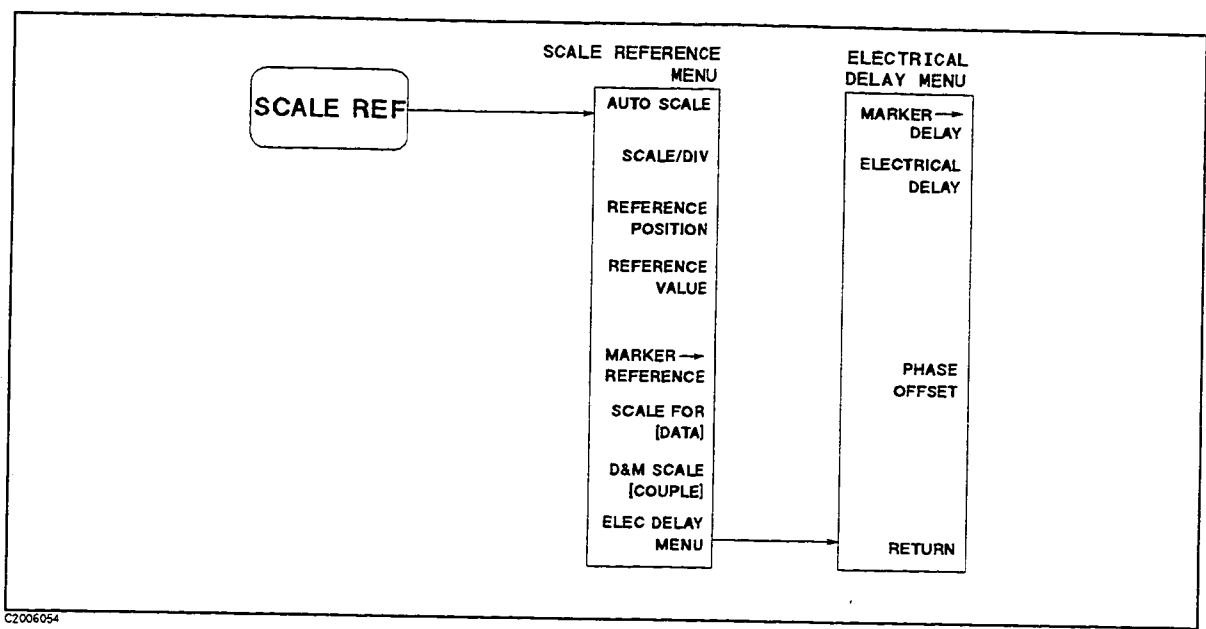 SCALE REF
SCALE REFERENCE
MENU
AUTO SCALE
SCALE/DIV
REFERENCE
POSITION
REFERENCE
VALUE
MARKER→
REFERENCE
SCALE FOR
[DATA]
D&M SCALE
[COUPLE]
ELEC DELAY
MENU
ELECTRICAL
DELAY MENU
MARKER→
DELAY
ELECTRICAL
DELAY
PHASE
OFFSET
RETURN
C2006054